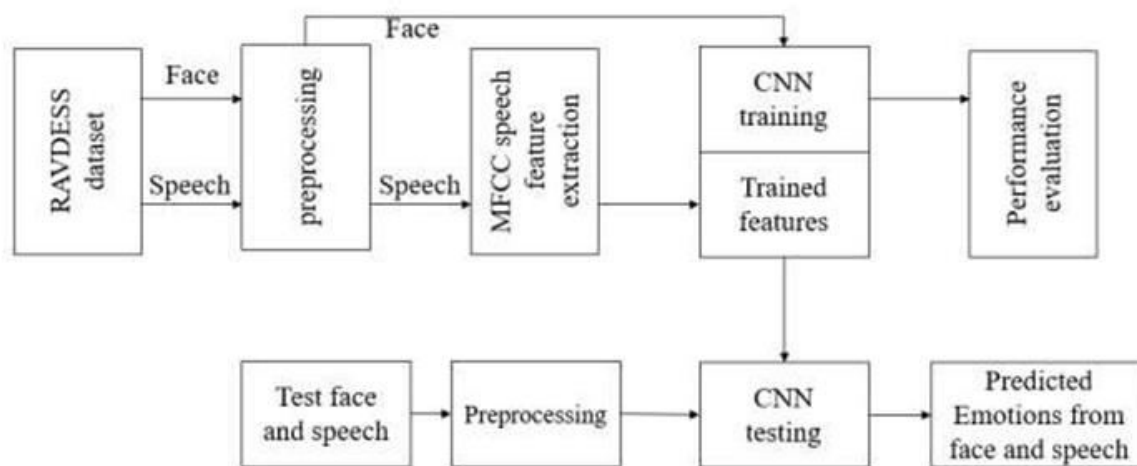 Face
RAVDESS
dataset
Face
Speech
preprocessing
Speech
MFCC speech
feature
extraction
CNN
training
Trained
features
Performance
evaluation
Test face
and speech
Preprocessing
CNN
testing
Predicted
Emotions from
face and speech